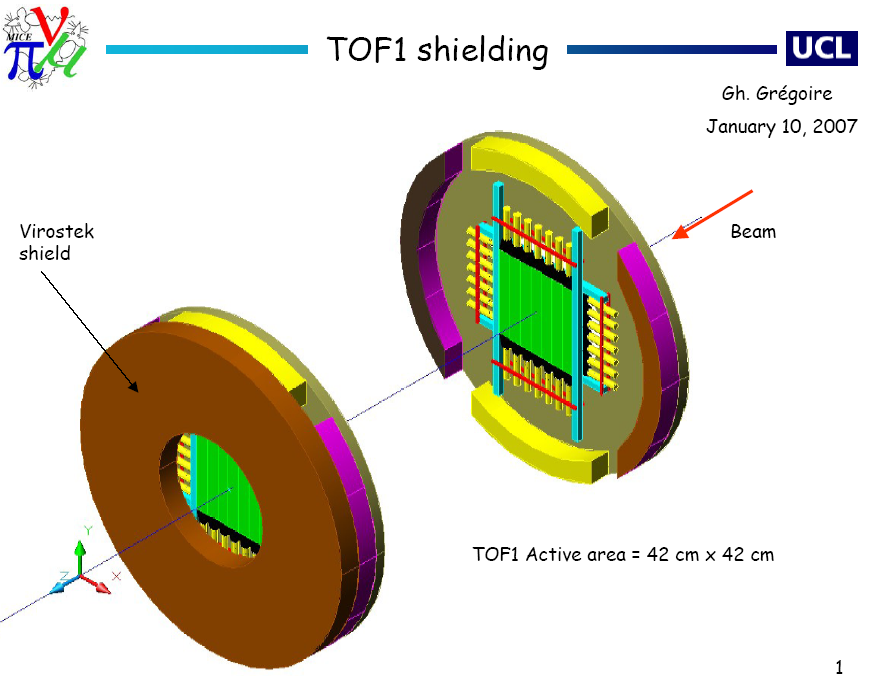 MICE
ν
π
μ
TOF1 shielding
UCL
Gh. Grégoire
January 10, 2007
Virostek
shield
Beam
Y
Z
X
TOF1 Active area = 42 cm x 42 cm
1